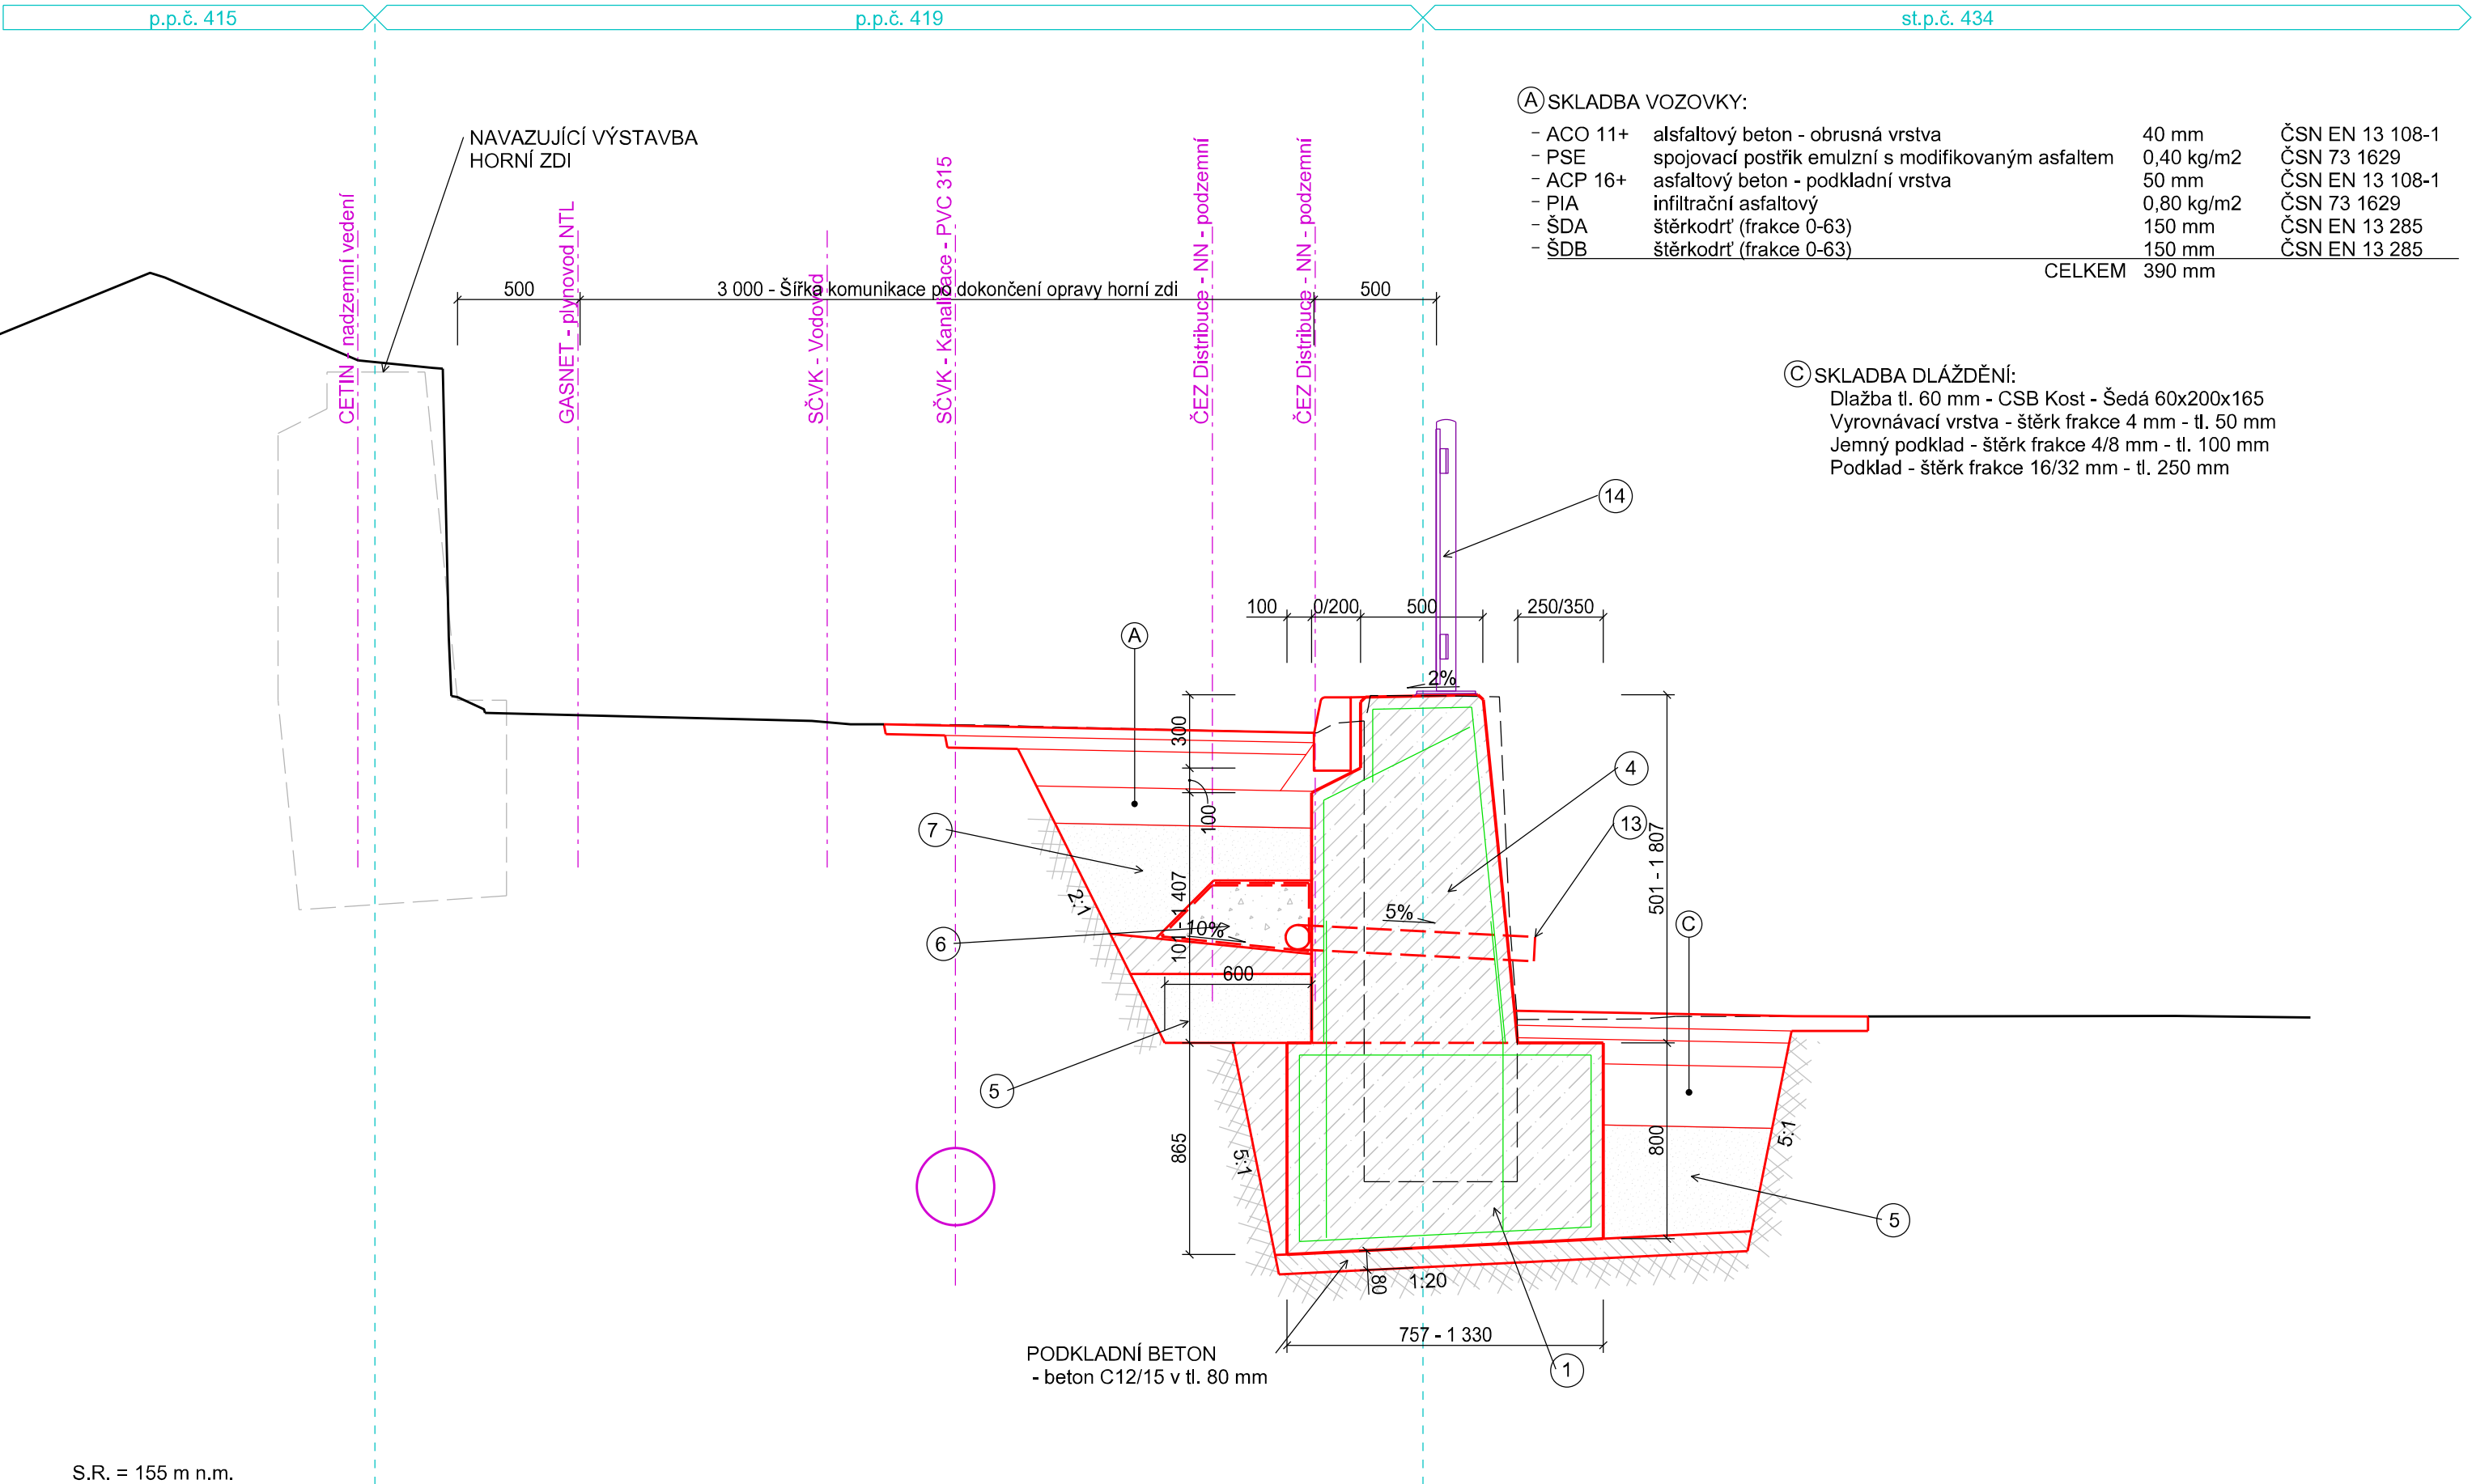 p.p.č. 415
p.p.č. 419
st.p.č. 434
NAVAZUJÍCÍ VÝSTAVBA
HORNÍ ZDI
CETIN - nadzemní vedení
GASNET - plynovod NTL
SČVK - Vodovod
SČVK - Kanalizace - PVC 315
ČEZ Distribuce - NN - podzemní
ČEZ Distribuce - NN - podzemní
A SKLADBA VOZOVKY:
- ACO 11+ alsfaltový beton - obrusná vrstva 40 mm ČSN EN 13 108-1
- PSE spojovací postřik emulzní s modifikovaným asfaltem 0,40 kg/m2 ČSN 73 1629
- ACP 16+ asfaltový beton - podkladní vrstva 50 mm ČSN EN 13 108-1
- PIA infiltrační asfaltový 0,80 kg/m2 ČSN 73 1629
- ŠDA štěrkodrť (frakce 0-63) 150 mm ČSN EN 13 285
- ŠDB štěrkodrť (frakce 0-63) 150 mm ČSN EN 13 285
CELKEM 390 mm
500
3 000 - Šířka komunikace po dokončení opravy horní zdi
500
C SKLADBA DLÁŽDĚNÍ:
Dlažba tl. 60 mm - CSB Kost - Šedá 60x200x165
Vyrovnávací vrstva - štěrk frakce 4 mm - tl. 50 mm
Jemný podklad - štěrk frakce 4/8 mm - tl. 100 mm
Podklad - štěrk frakce 16/32 mm - tl. 250 mm
14
100
0/200
500
250/350
A
2%
300
4
100
13
7
501 - 1 807
2:1
101 - 1 407
5%
C
10%
6
600
5
865
5:1
800
5:1
5
80
1:20
757 - 1 330
PODKLADNÍ BETON
- beton C12/15 v tl. 80 mm
1
S.R. = 155 m n.m.